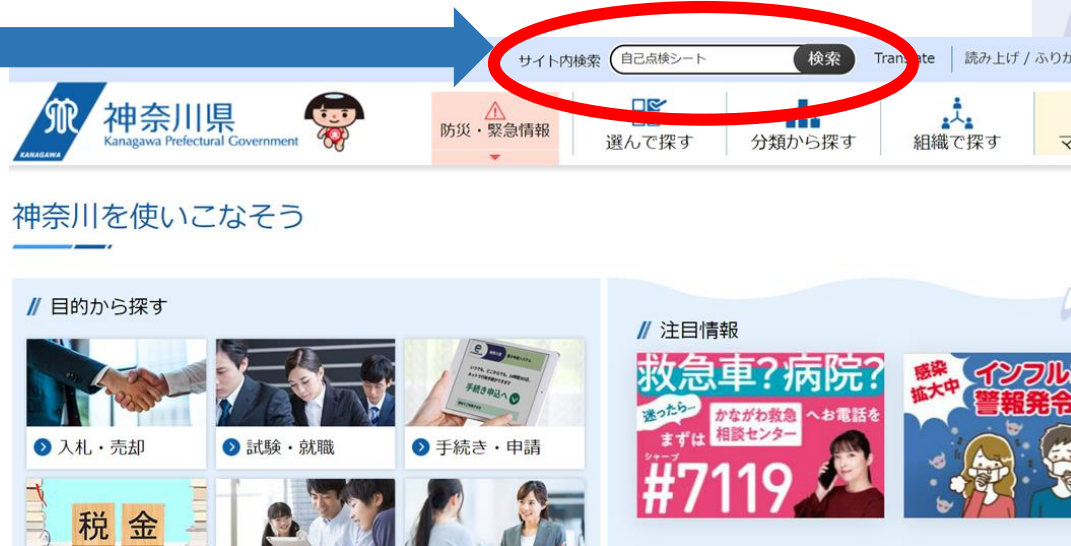 サイト内検索 自己点検シート 検索 Translate 読み上げ / ふりが
神奈川県
Kanagawa Prefectural Government
KANAGAWA
防災・緊急情報
選んで探す
分類から探す
組織で探す
マ
神奈川を使いこなそう
目的から探す
入札・売却
試験・就職
手続き申込へ
手続き・申請
税金
注目情報
救急車?病院?
迷ったら…
かながわ救急
相談センター
へお電話を
まずは
シャープ
#7119
感染
拡大中
インフル
警報発令